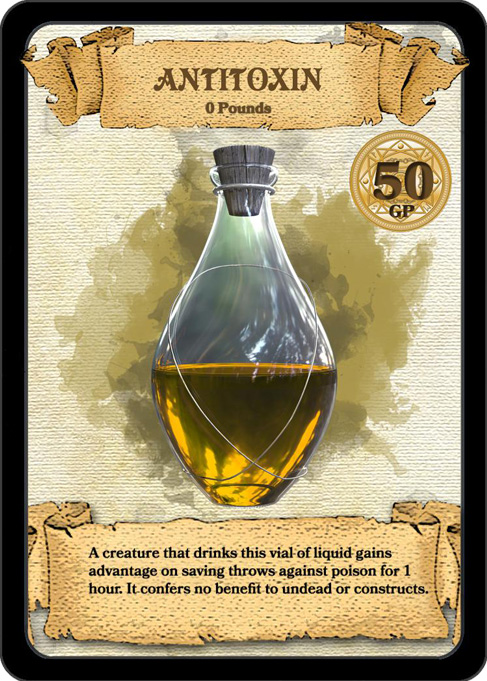 ANTITOXIN
0 Pounds
50
GP
A creature that drinks this vial of liquid gains
advantage on saving throws against poison for 1
hour. It confers no benefit to undead or constructs.